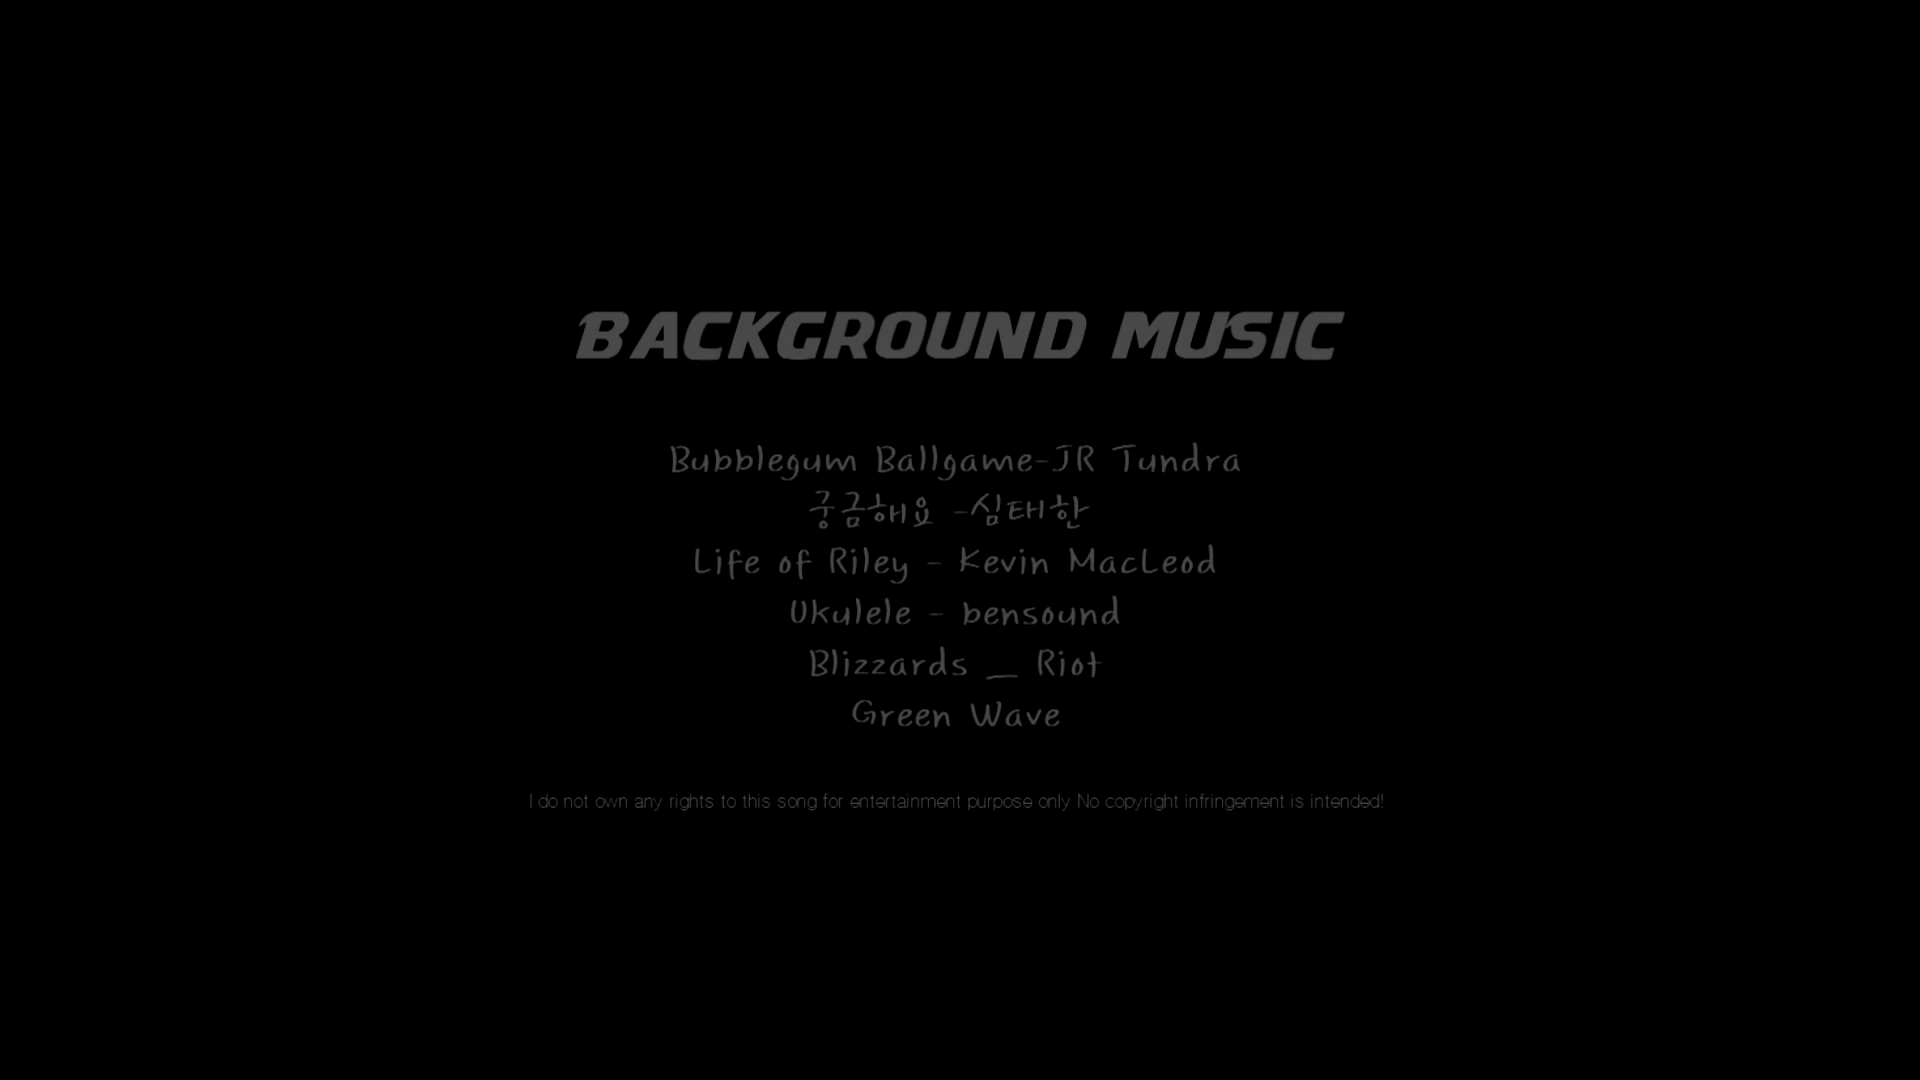 BACKGROUND MUSIC
Bubblegum Ballgame-JR Tundra
궁금해요 -심태한
Life of Riley - Kevin MacLeod
Ukulele - bensound
Blizzards _ Riot
Green Wave
I do not own any rights to this song for entertainment purpose only No copyright infringement is intended!